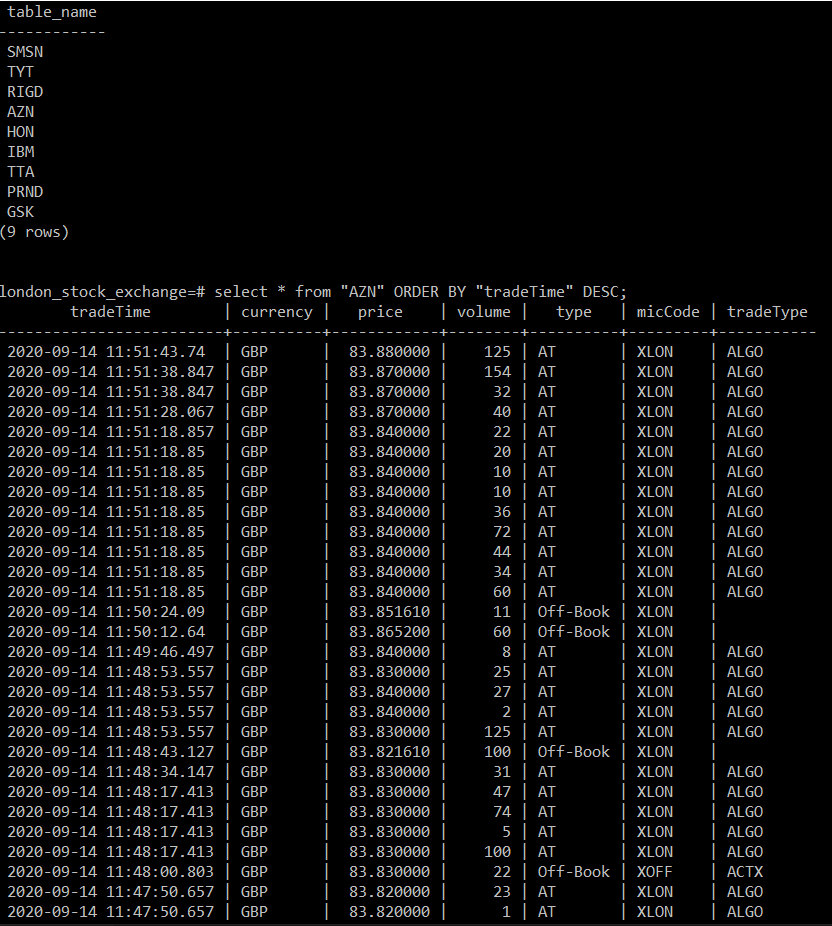 table_name
------------
SMSN
TYT
RIGD
AZN
HON
IBM
TTA
PRND
GSK
(9 rows)
london_stock_exchange=# select * from "AZN" ORDER BY "tradeTime" DESC;
tradeTime | currency | price | volume | type | micCode | tradeType
-------------------------+----------+-----------+--------+----------+---------+-----------
2020-09-14 11:51:43.74 | GBP | 83.880000 | 125 | AT | XLON | ALGO
2020-09-14 11:51:38.847 | GBP | 83.870000 | 154 | AT | XLON | ALGO
2020-09-14 11:51:38.847 | GBP | 83.870000 | 32 | AT | XLON | ALGO
2020-09-14 11:51:28.067 | GBP | 83.870000 | 40 | AT | XLON | ALGO
2020-09-14 11:51:18.857 | GBP | 83.840000 | 22 | AT | XLON | ALGO
2020-09-14 11:51:18.85 | GBP | 83.840000 | 20 | AT | XLON | ALGO
2020-09-14 11:51:18.85 | GBP | 83.840000 | 10 | AT | XLON | ALGO
2020-09-14 11:51:18.85 | GBP | 83.840000 | 10 | AT | XLON | ALGO
2020-09-14 11:51:18.85 | GBP | 83.840000 | 36 | AT | XLON | ALGO
2020-09-14 11:51:18.85 | GBP | 83.840000 | 72 | AT | XLON | ALGO
2020-09-14 11:51:18.85 | GBP | 83.840000 | 44 | AT | XLON | ALGO
2020-09-14 11:51:18.85 | GBP | 83.840000 | 34 | AT | XLON | ALGO
2020-09-14 11:51:18.85 | GBP | 83.840000 | 60 | AT | XLON | ALGO
2020-09-14 11:50:24.09 | GBP | 83.851610 | 11 | Off-Book | XLON |
2020-09-14 11:50:12.64 | GBP | 83.865200 | 60 | Off-Book | XLON |
2020-09-14 11:49:46.497 | GBP | 83.840000 | 8 | AT | XLON | ALGO
2020-09-14 11:48:53.557 | GBP | 83.830000 | 25 | AT | XLON | ALGO
2020-09-14 11:48:53.557 | GBP | 83.840000 | 27 | AT | XLON | ALGO
2020-09-14 11:48:53.557 | GBP | 83.840000 | 2 | AT | XLON | ALGO
2020-09-14 11:48:53.557 | GBP | 83.830000 | 125 | AT | XLON | ALGO
2020-09-14 11:48:43.127 | GBP | 83.821610 | 100 | Off-Book | XLON |
2020-09-14 11:48:34.147 | GBP | 83.830000 | 31 | AT | XLON | ALGO
2020-09-14 11:48:17.413 | GBP | 83.830000 | 47 | AT | XLON | ALGO
2020-09-14 11:48:17.413 | GBP | 83.830000 | 74 | AT | XLON | ALGO
2020-09-14 11:48:17.413 | GBP | 83.830000 | 5 | AT | XLON | ALGO
2020-09-14 11:48:17.413 | GBP | 83.830000 | 100 | AT | XLON | ALGO
2020-09-14 11:48:00.803 | GBP | 83.830000 | 22 | Off-Book | XOFF | ACTX
2020-09-14 11:47:50.657 | GBP | 83.820000 | 23 | AT | XLON | ALGO
2020-09-14 11:47:50.657 | GBP | 83.820000 | 1 | AT | XLON | ALGO